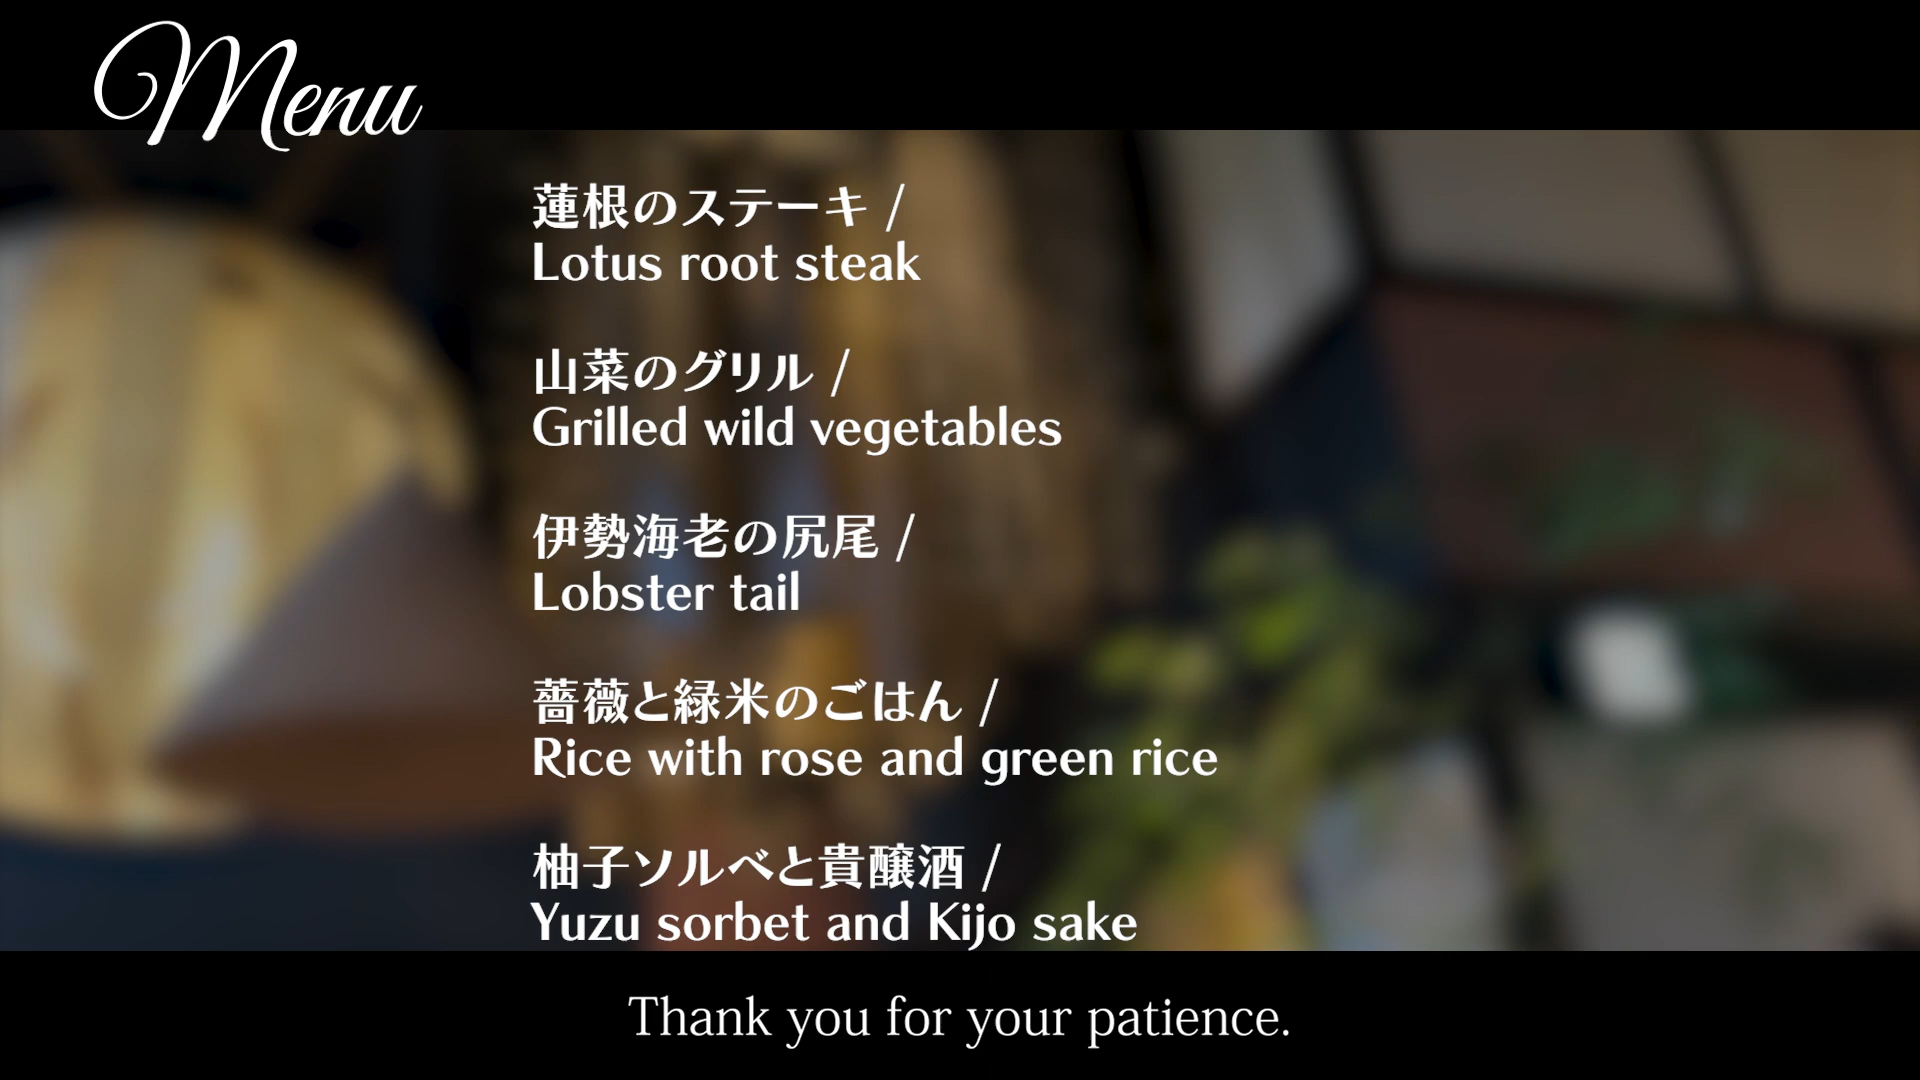 Menu
蓮根のステーキ /
Lotus root steak
山菜のグリル /
Grilled wild vegetables
伊勢海老の尻尾 /
Lobster tail
薔薇と緑米のごはん /
Rice with rose and green rice
柚子ソルベと貴醸酒 /
Yuzu sorbet and Kijo sake
Thank you for your patience.